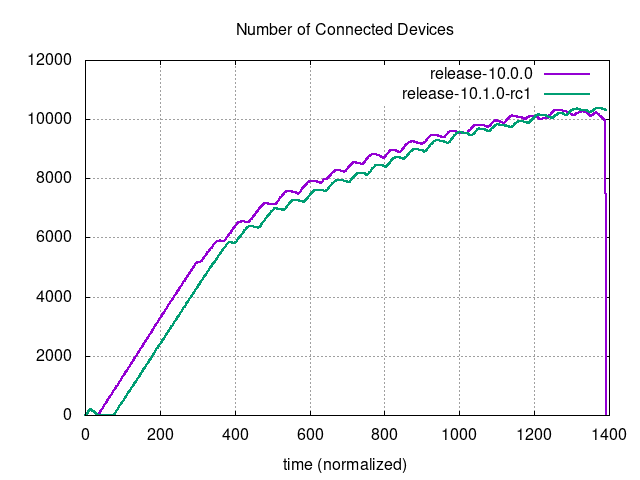 Number of Connected Devices
12000
10000
8000
6000
4000
2000
0
release-10.0.0
release-10.1.0-rc1
0 200 400 600 800 1000 1200 1400
time (normalized)